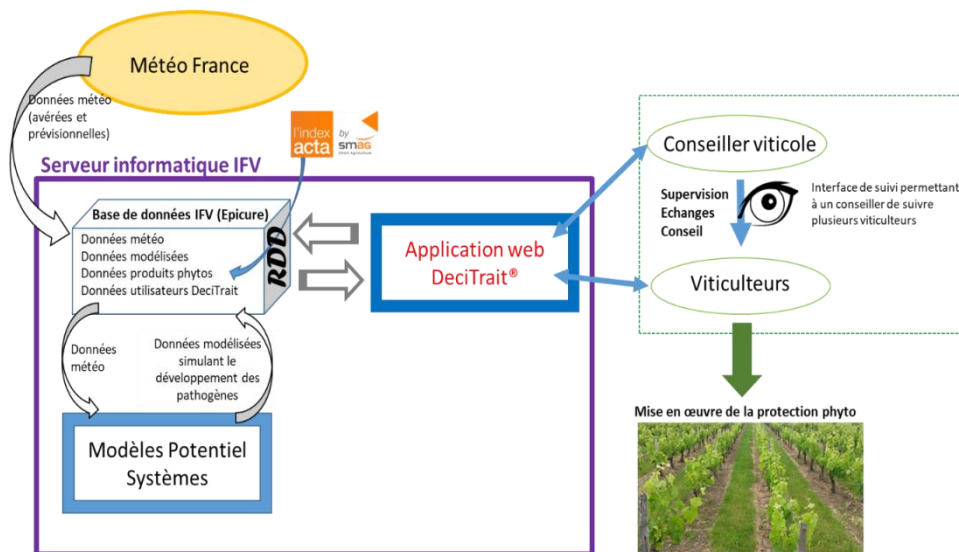 Météo France
Données météo
(avérées et
prévisionnelles)
l'index
acta
by
smag
Smart Agriculture
Serveur informatique IFV
Base de données IFV (Epicure)
Données météo
Données modélisées
Données produits phytos
Données utilisateurs DeciTrait
RDD
Application web
DeciTrait®
Conseiller viticole
Supervision
Echanges
Conseil
Interface de suivi permettant
à un conseiller de suivre
plusieurs viticulteurs
Viticulteurs
Données
météo
Données modélisées
simulant le
développement des
pathogènes
Modèles Potentiel
Systèmes
Mise en œuvre de la protection phyto